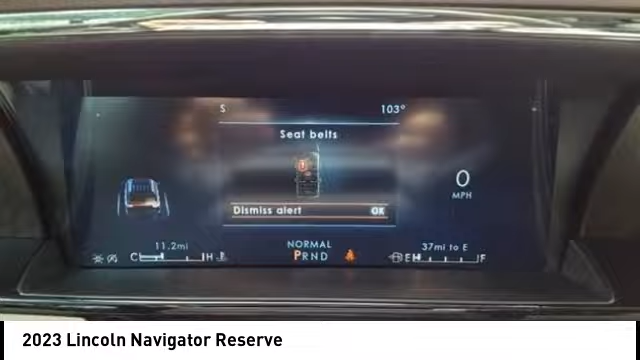 S 103°
Seat belts
0
MPH
Dismiss alert OK
11.2mi NORMAL 37mi to E
C H PRND E F
2023 Lincoln Navigator Reserve